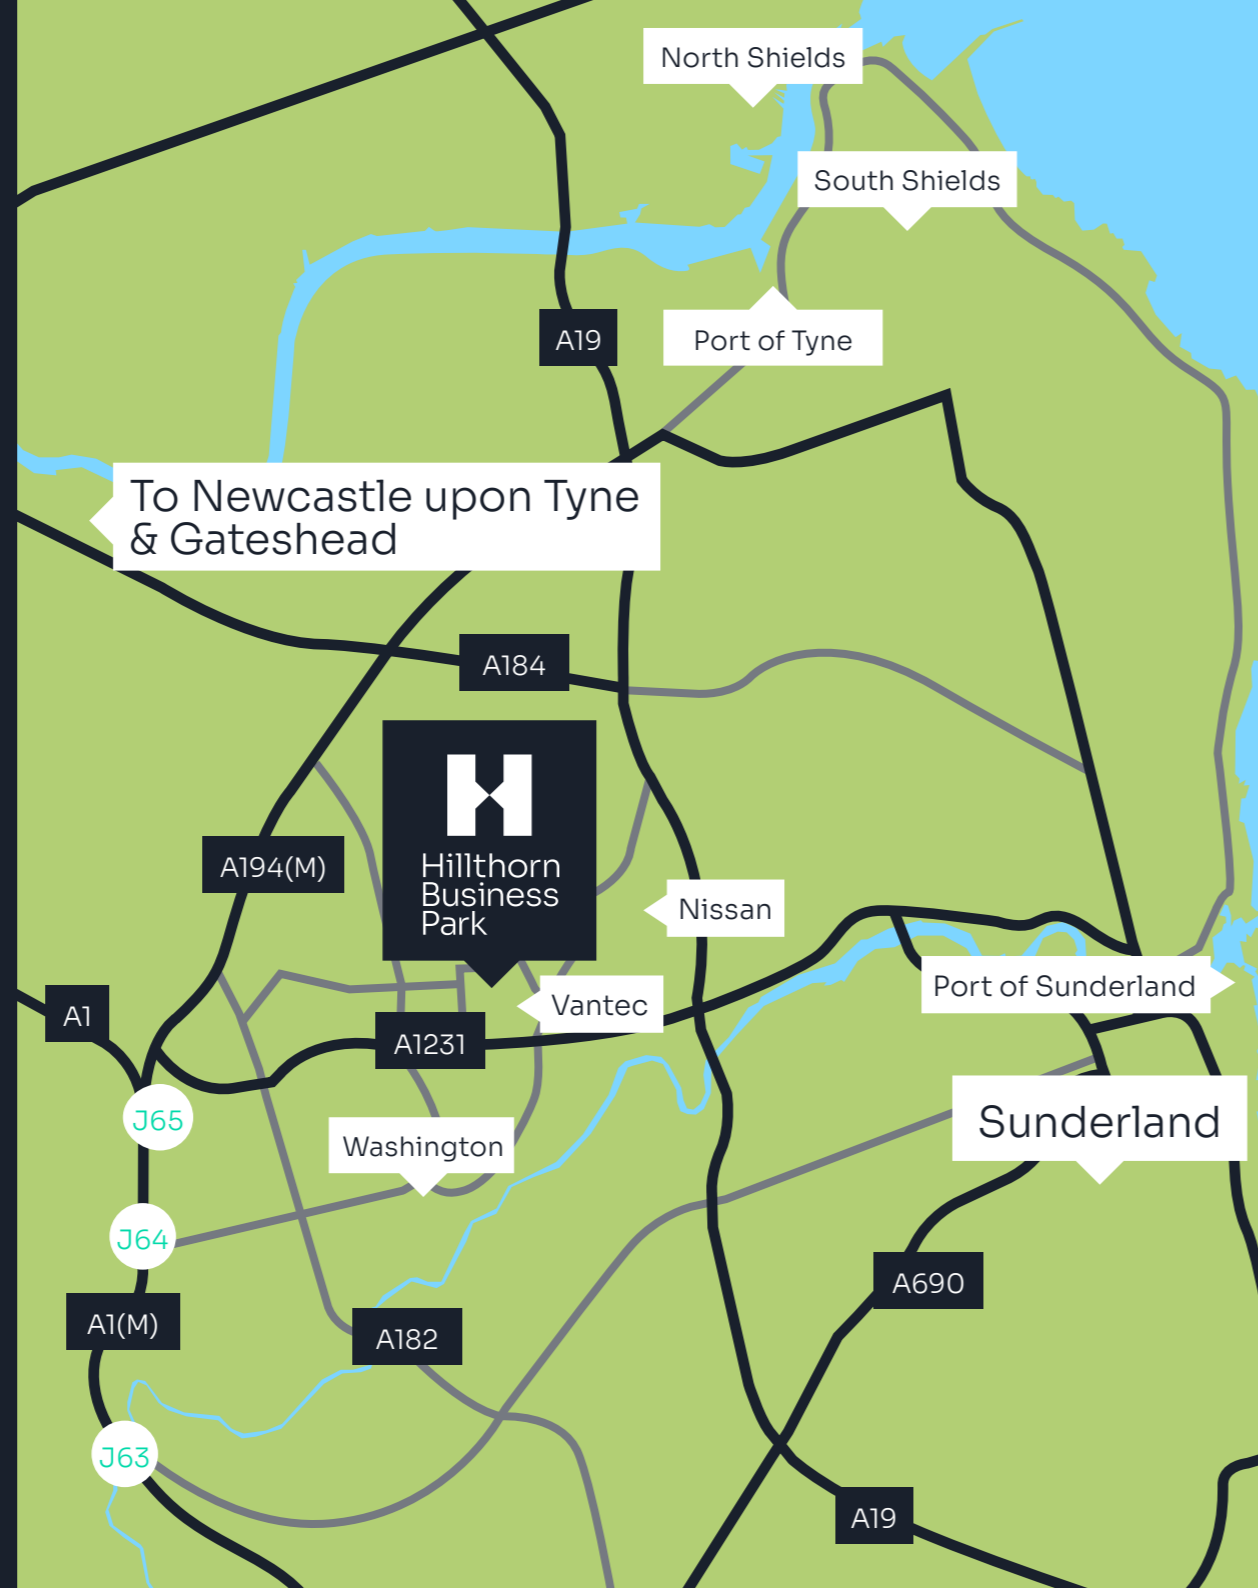 North Shields
South Shields
A19
Port of Tyne
To Newcastle upon Tyne
& Gateshead
A184
Hillthorn
Business
Park
A194(M)
Nissan
Port of Sunderland
Vantec
A1
A1231
J65
Sunderland
Washington
J64
A690
A1(M)
A182
J63
A19